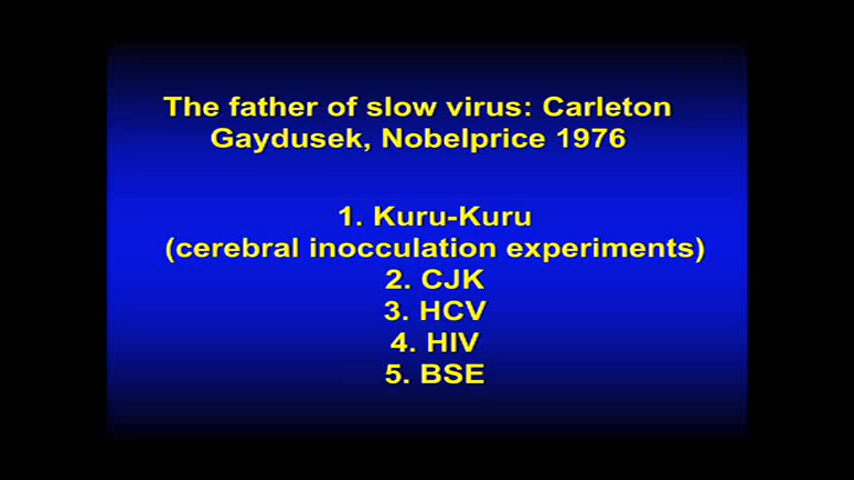 The father of slow virus: Carleton
Gaydusek, Nobelprice 1976
1. Kuru-Kuru
(cerebral inocculation experiments)
2. CJK
3. HCV
4. HIV
5. BSE